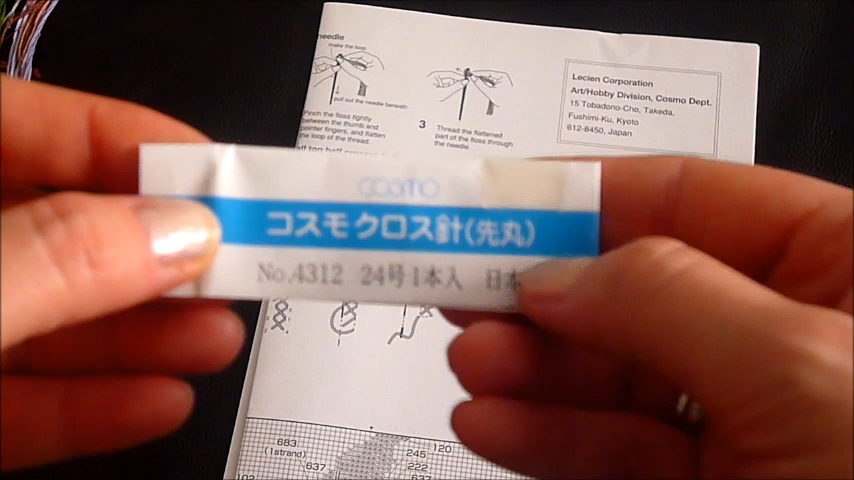 needle
make the loop
pull out the needle beneath
Pinch the floss tightly
between the thumb and
pointer fingers, and flatten
the loop of the thread.
3 Thread the flattened
part of the floss through
the needle.
Lecien Corporation
Art/Hobby Division, Cosmo Dept.
15 Tobadono-Cho, Takeda,
Fushimi-Ku, Kyoto
612-8450, Japan
コスモクロス針(先丸)
No.4312 24号1本入 日本
683
(1strand)
637
245
222
637
120
102